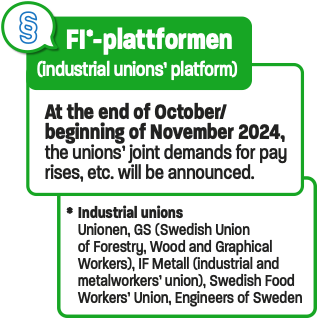 §
FI*-plattformen
(industrial unions’ platform)
At the end of October/
beginning of November 2024,
the unions’ joint demands for pay
rises, etc. will be announced.
* Industrial unions
Unionen, GS (Swedish Union
of Forestry, Wood and Graphical
Workers), IF Metall (industrial and
metalworkers’ union), Swedish Food
Workers’ Union, Engineers of Sweden